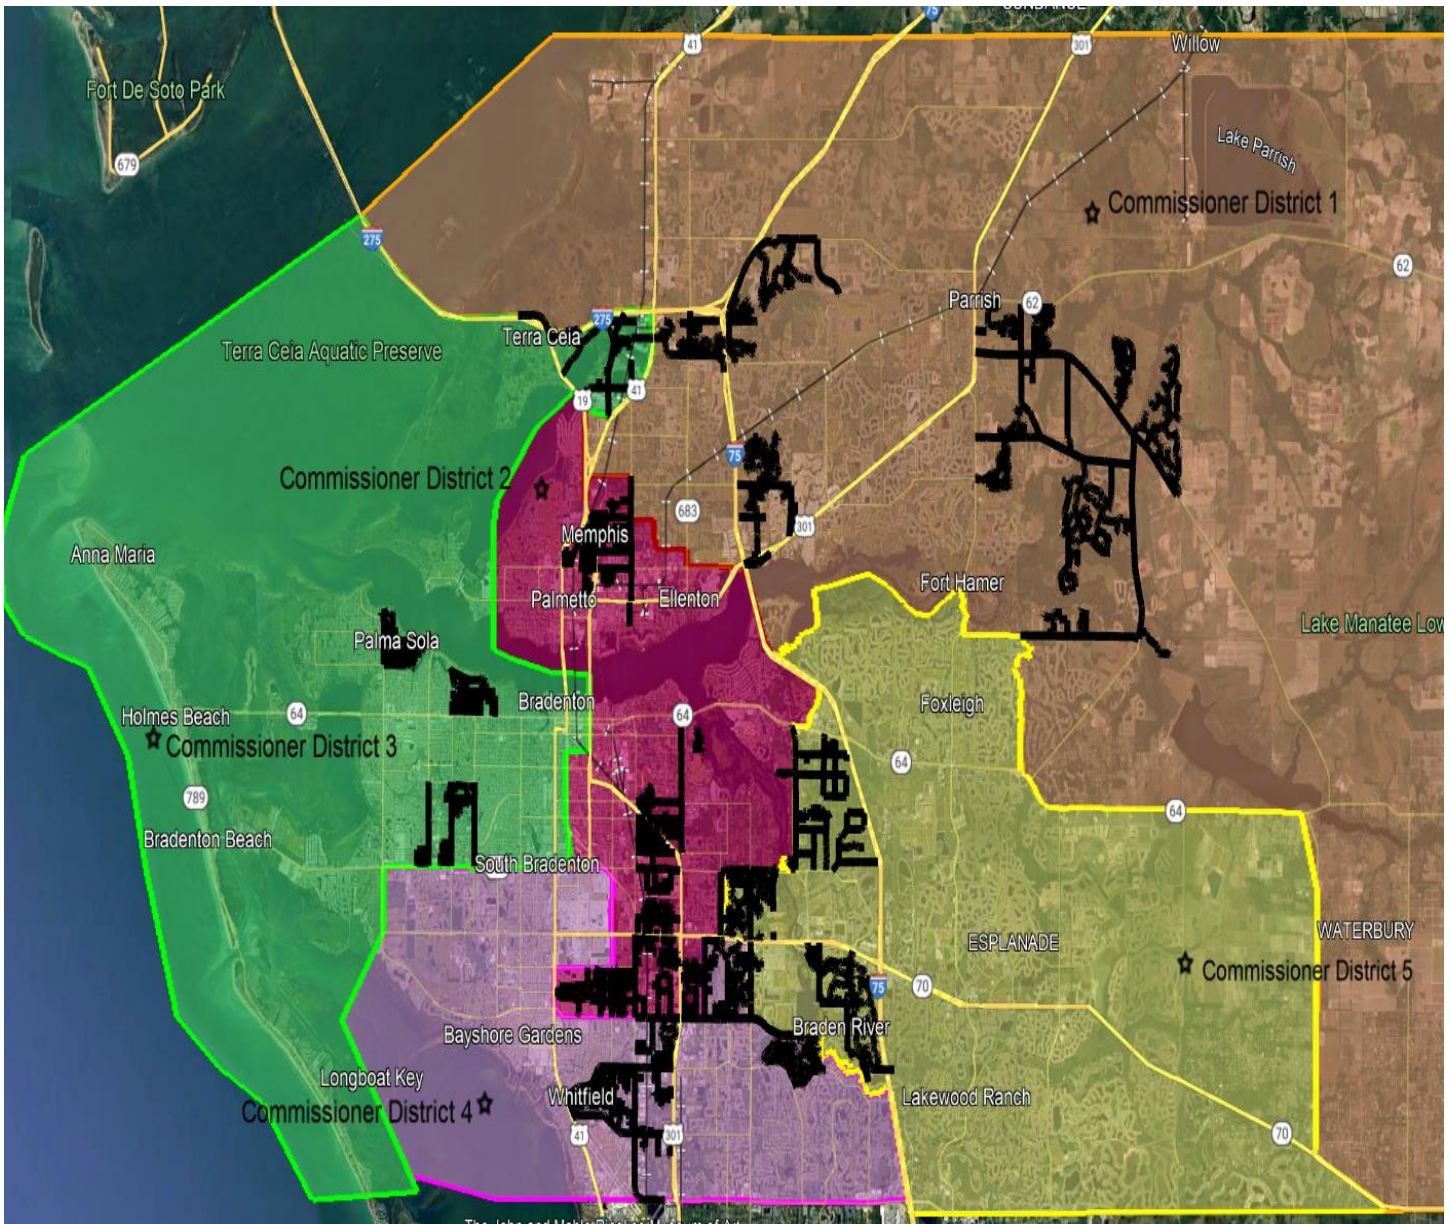 SUNDANCE
75
41
301
Willow
Fort De Soto Park
679
Lake Parrish
Commissioner District 1
275
62
Parrish
62
275
Terra Ceia
Terra Ceia Aquatic Preserve
41
19
75
Commissioner District 2
683
301
Memphis
Anna Maria
Fort Hamer
Palmetto
Ellenton
Lake Manatee Low
Palma Sola
Bradenton
Foxleigh
64
64
Holmes Beach
Commissioner District 3
64
789
64
Bradenton Beach
South Bradenton
WATERBURY
ESPLANADE
Commissioner District 5
75
70
Braden River
Bayshore Gardens
Longboat Key
Whitfield
Lakewood Ranch
Commissioner District 4
41
301
70